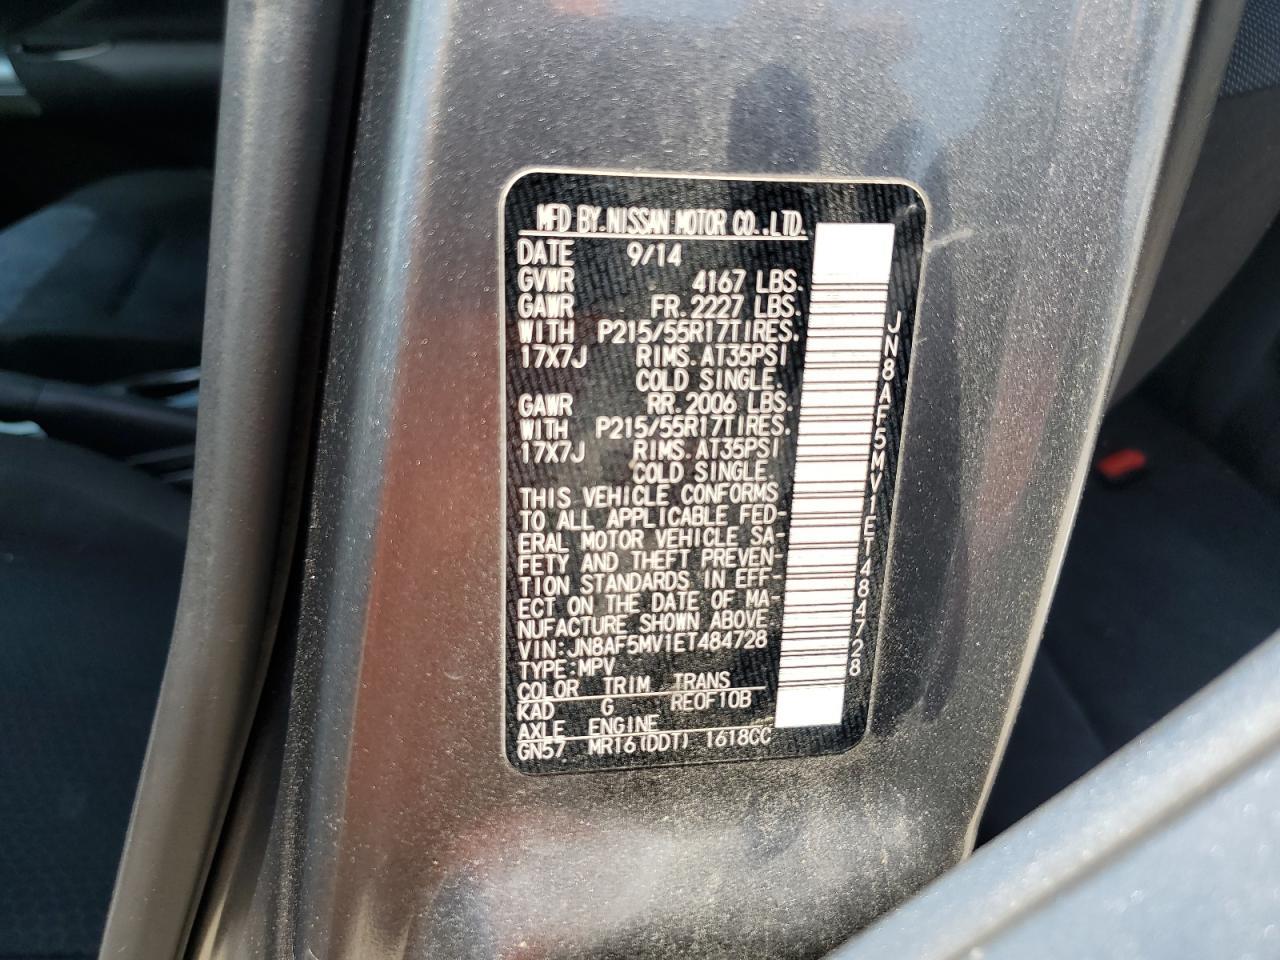 MFD BY.NISSAN MOTOR CO.,LTD.
DATE 9/14
GVWR 4167 LBS.
GAWR FR.2227 LBS.
WITH P215/55R17TIRES.
17X7J RIMS.AT35PSI
COLD SINGLE.
GAWR RR.2006 LBS.
WITH P215/55R17TIRES.
17X7J RIMS.AT35PSI
COLD SINGLE.
THIS VEHICLE CONFORMS
TO ALL APPLICABLE FED-
ERAL MOTOR VEHICLE SA-
FETY AND THEFT PREVEN-
TION STANDARDS IN EFF-
ECT ON THE DATE OF MA-
NUFACTURE SHOWN ABOVE
VIN:JN8AF5MV1ET484728
TYPE:MPV
COLOR TRIM TRANS
KAD G RE0F10B
AXLE ENGINE
GN57 MR16(DDT) 1618CC
JN8AF5MV1ET484728